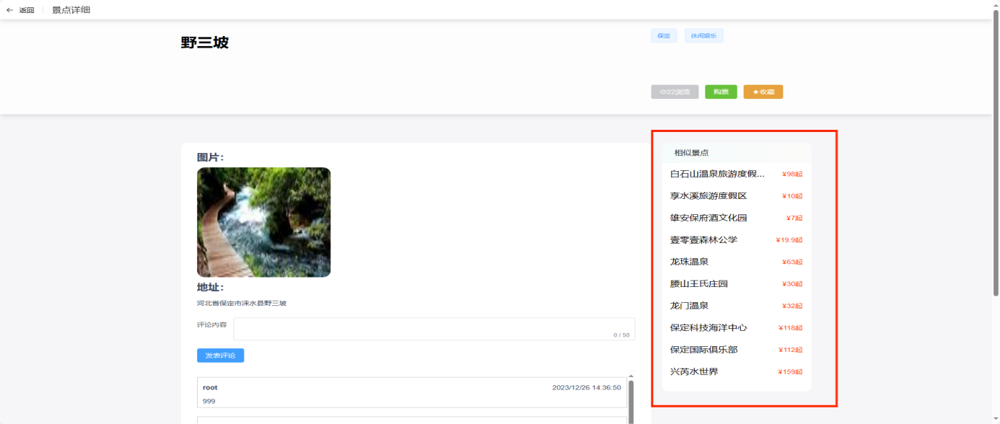 ← 返回 景点详细
野三坡
保定 休闲娱乐
22浏览 购票 ★收藏
图片：
地址：
河北省保定市涞水县野三坡
评论内容
0 / 50
发表评论
root 2023/12/26 14:36:50
999
相似景点
白石山温泉旅游度假... ¥98起
享水溪旅游度假区 ¥10起
雄安保府酒文化园 ¥7起
壹零壹森林公学 ¥19.9起
龙珠温泉 ¥63起
腰山王氏庄园 ¥30起
龙门温泉 ¥32起
保定科技海洋中心 ¥118起
保定国际俱乐部 ¥112起
兴芮水世界 ¥159起